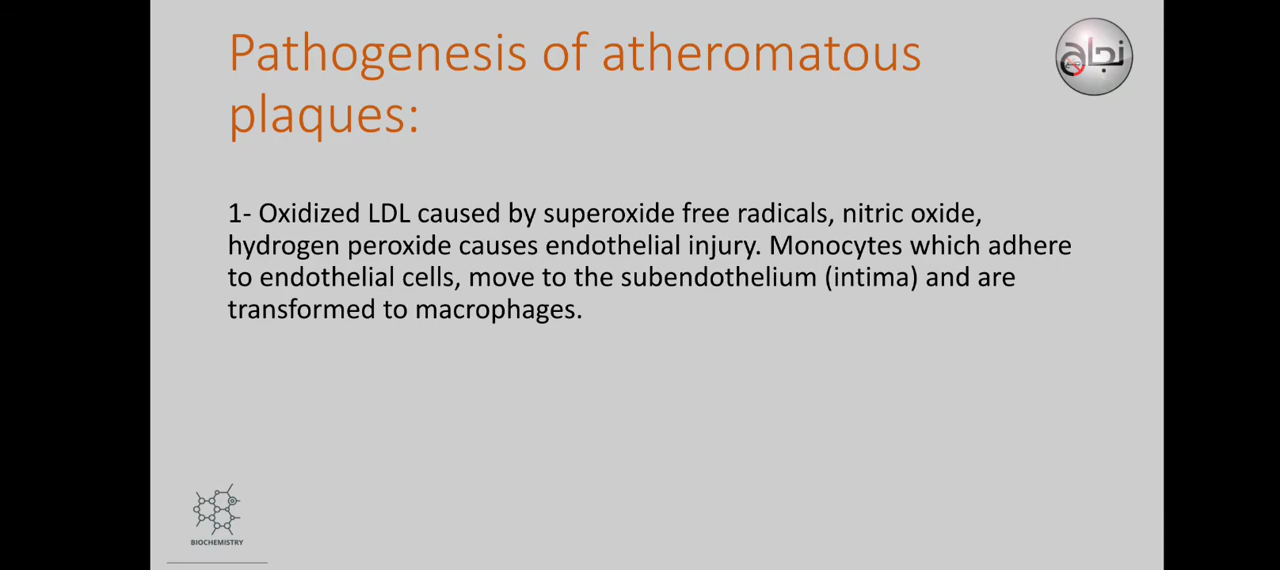 Pathogenesis of atheromatous
plaques:
نجاح
1- Oxidized LDL caused by superoxide free radicals, nitric oxide,
hydrogen peroxide causes endothelial injury. Monocytes which adhere
to endothelial cells, move to the subendothelium (intima) and are
transformed to macrophages.
BIOCHEMISTRY